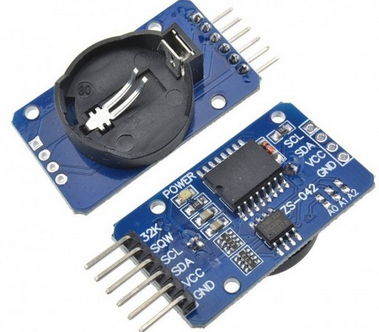 POWER
SCL
SDA
VCC
GND
ZS-042
A0 A1 A2
32K
SQW
SCL
SDA
VCC
GND